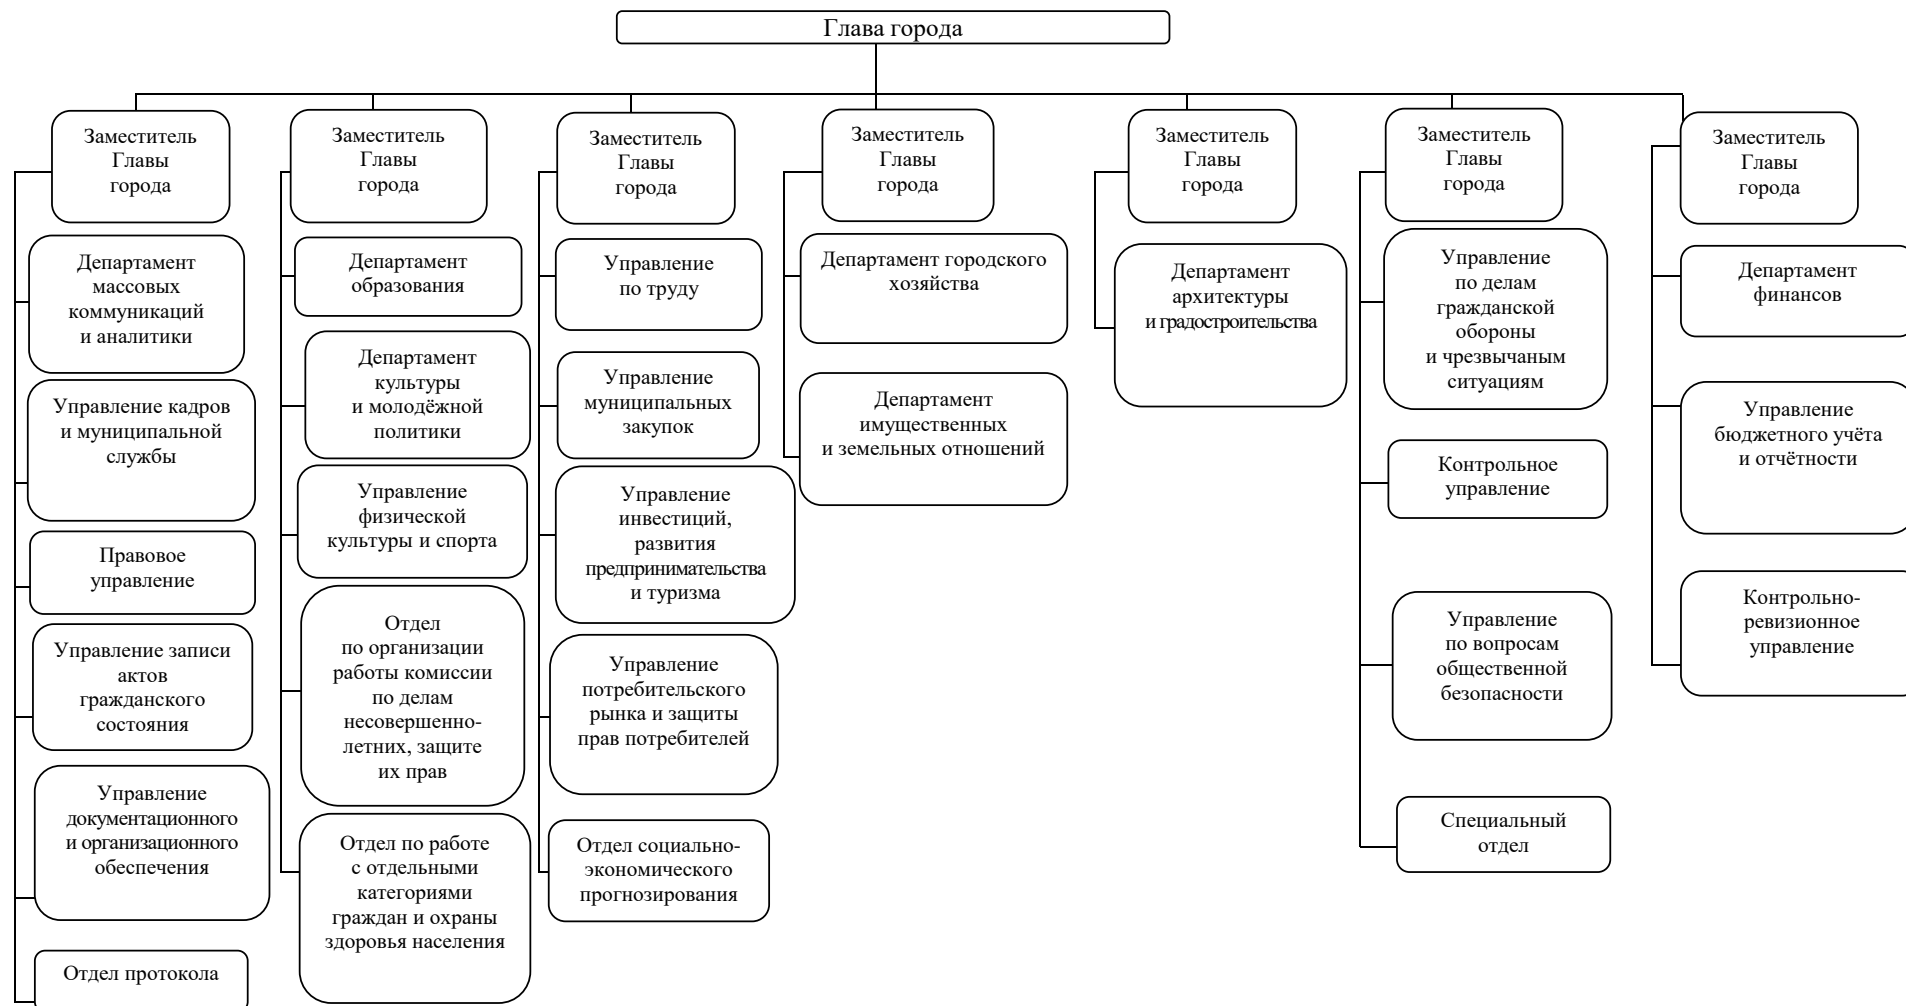 Глава города
Заместитель
Главы
города
Департамент
массовых
коммуникаций
и аналитики
Управление кадров
и муниципальной
службы
Правовое
управление
Управление записи
актов
гражданского
состояния
Управление
документационного
и организационного
обеспечения
Отдел протокола
Заместитель
Главы
города
Департамент
образования
Департамент
культуры
и молодёжной
политики
Управление
физической
культуры и спорта
Отдел
по организации
работы комиссии
по делам
несовершенно-
летних, защите
их прав
Отдел по работе
с отдельными
категориями
граждан и охраны
здоровья населения
Заместитель
Главы
города
Управление
по труду
Управление
муниципальных
закупок
Управление
инвестиций,
развития
предпринимательства
и туризма
Управление
потребительского
рынка и защиты
прав потребителей
Отдел социально-
экономического
прогнозирования
Заместитель
Главы
города
Департамент городского
хозяйства
Департамент
имущественных
и земельных отношений
Заместитель
Главы
города
Департамент
архитектуры
и градостроительства
Заместитель
Главы
города
Управление
по делам
гражданской
обороны
и чрезвычаным
ситуациям
Контрольное
управление
Управление
по вопросам
общественной
безопасности
Специальный
отдел
Заместитель
Главы
города
Департамент
финансов
Управление
бюджетного учёта
и отчётности
Контрольно-
ревизионное
управление